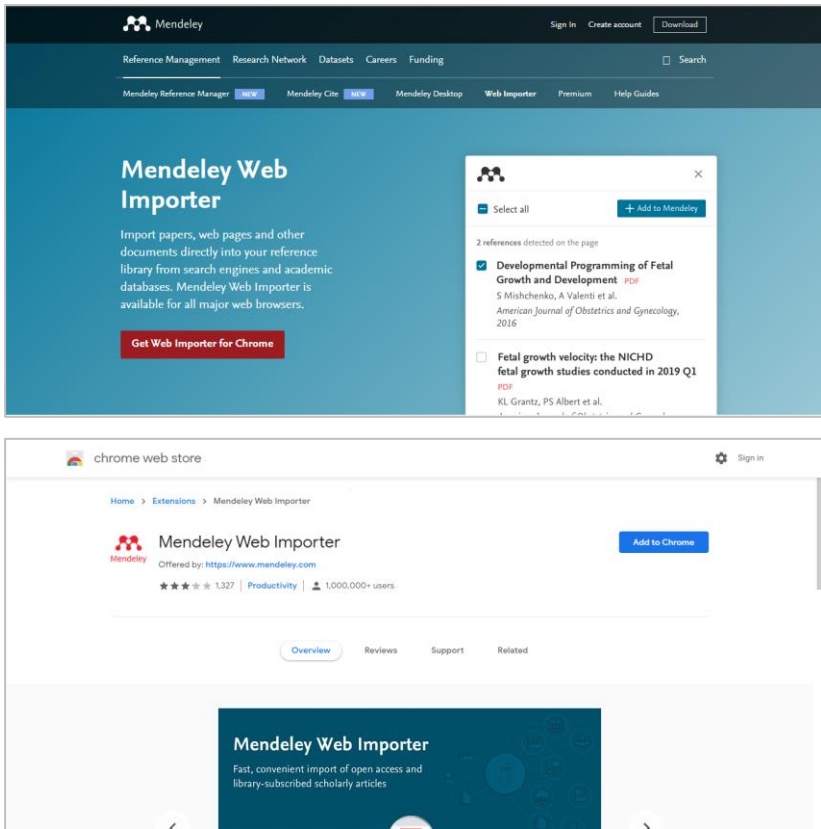 Mendeley
Sign In Create account Download
Reference Management Research Network Datasets Careers Funding Search
Mendeley Reference Manager NEW Mendeley Cite NEW Mendeley Desktop Web Importer Premium Help Guides
Mendeley Web
Importer
Import papers, web pages and other
documents directly into your reference
library from search engines and academic
databases. Mendeley Web Importer is
available for all major web browsers.
Get Web Importer for Chrome
Select all + Add to Mendeley
2 references detected on the page
Developmental Programming of Fetal
Growth and Development PDF
S Mishchenko, A Valenti et al.
American Journal of Obstetrics and Gynecology,
2016
Fetal growth velocity: the NICHD
fetal growth studies conducted in 2019 Q1
PDF
KL Grantz, PS Albert et al.
chrome web store Sign in
Home > Extensions > Mendeley Web Importer
Mendeley
Mendeley Web Importer
Add to Chrome
Offered by: https://www.mendeley.com
1,327 | Productivity | 1,000,000+ users
Overview Reviews Support Related
Mendeley Web Importer
Fast, convenient import of open access and
library-subscribed scholarly articles